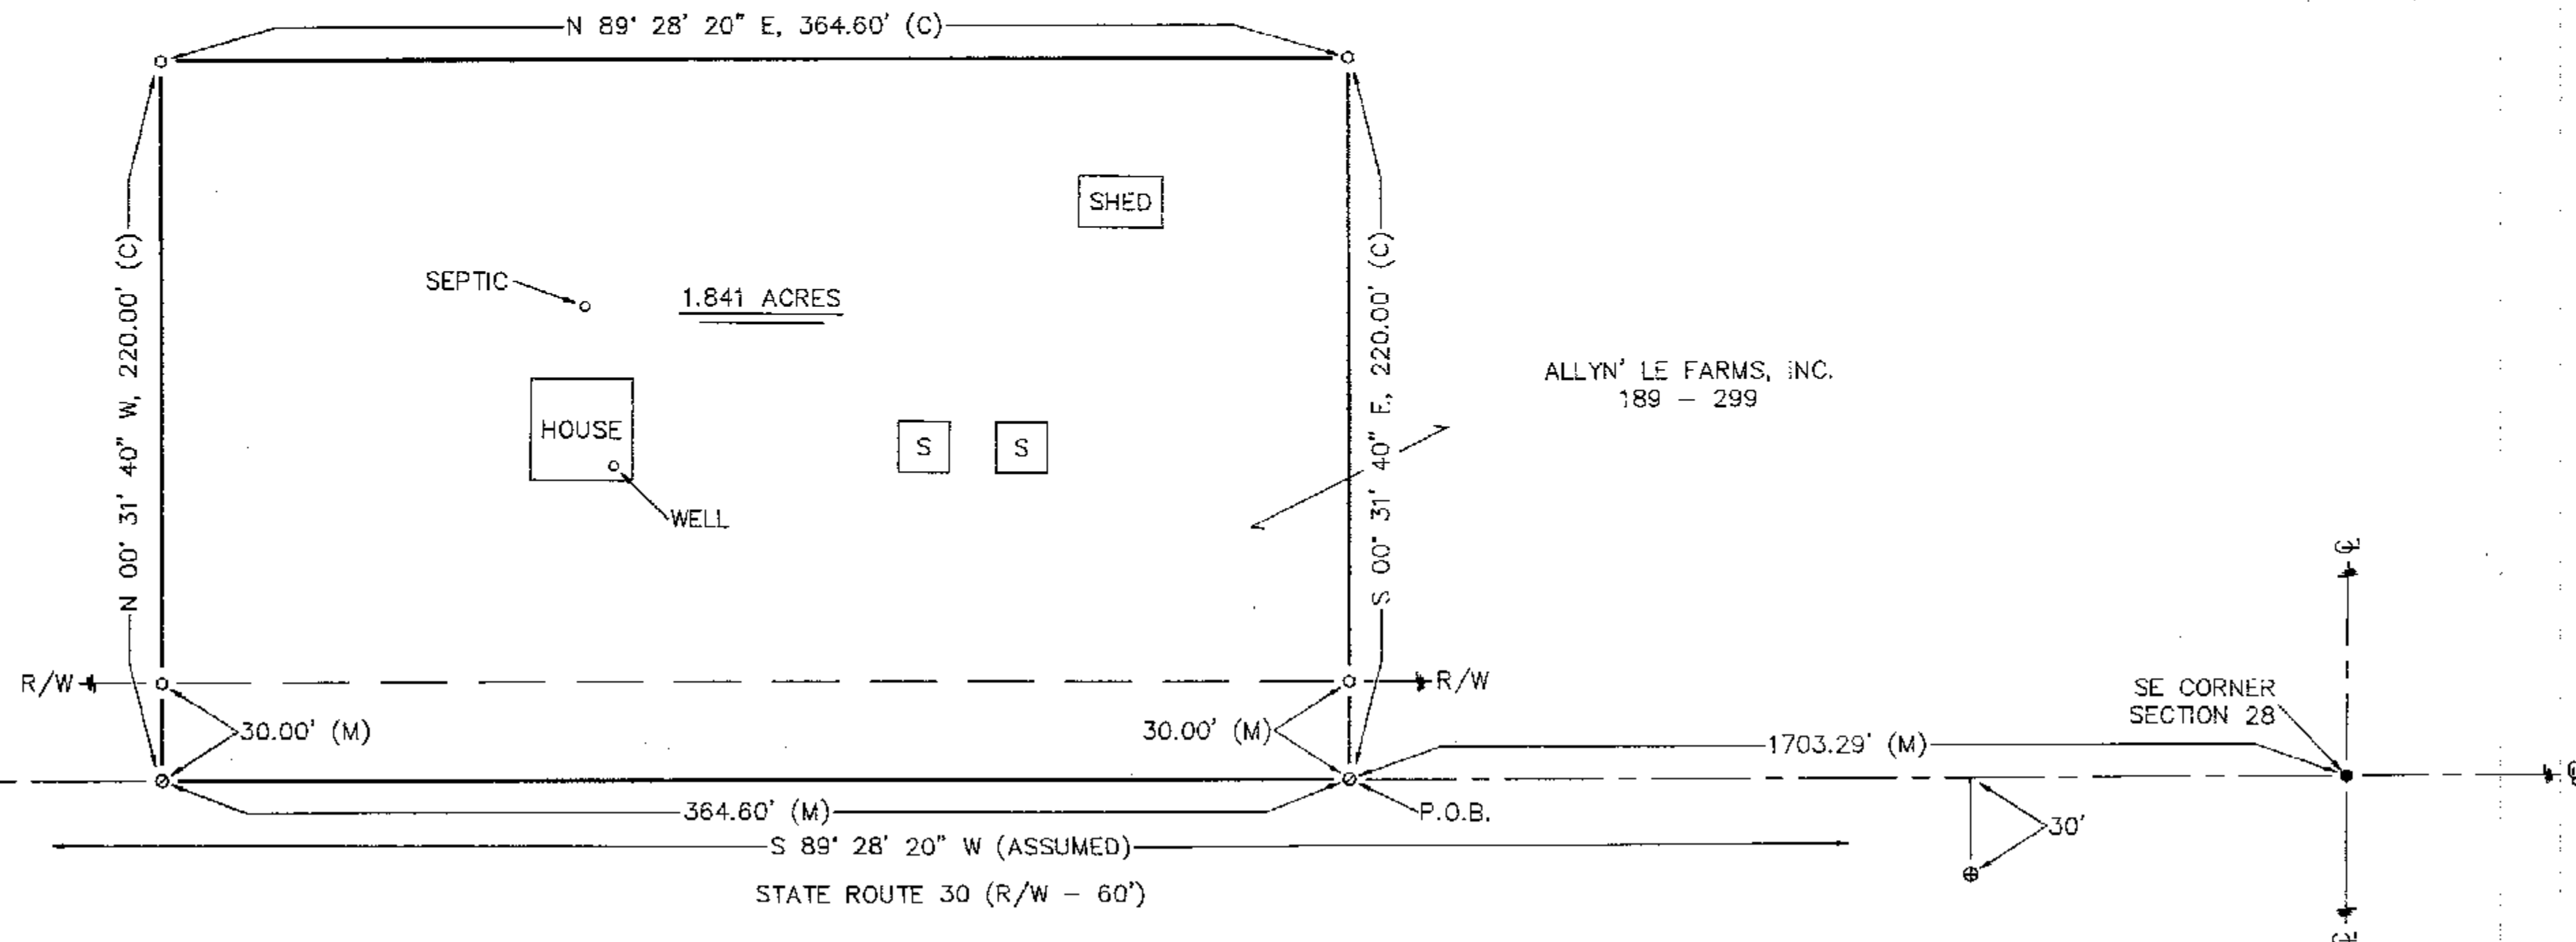 N 89° 28' 20" E, 364.60' (C)
SHED
N 00° 31' 40" W, 220.00' (C)
S 00° 31' 40" E, 220.00' (C)
SEPTIC
1.841 ACRES
ALLYN' LE FARMS, INC.
189 - 299
HOUSE
S
S
WELL
R/W
R/W
SE CORNER
SECTION 28
30.00' (M)
30.00' (M)
1703.29' (M)
364.60' (M)
P.O.B.
30'
S 89° 28' 20" W (ASSUMED)
STATE ROUTE 30 (R/W - 60')